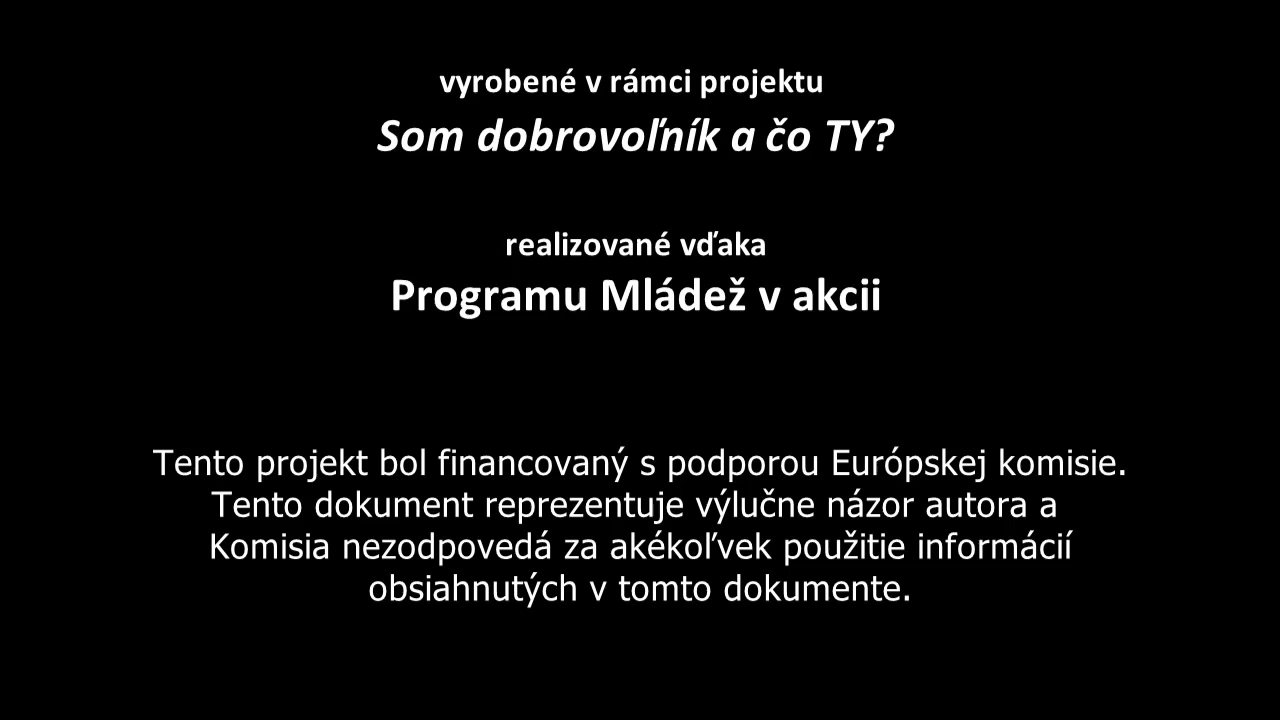 vyrobené v rámci projektu
Som dobrovoľník a čo TY?
realizované vďaka
Programu Mládež v akcii
Tento projekt bol financovaný s podporou Európskej komisie.
Tento dokument reprezentuje výlučne názor autora a
Komisia nezodpovedá za akékoľvek použitie informácií
obsiahnutých v tomto dokumente.